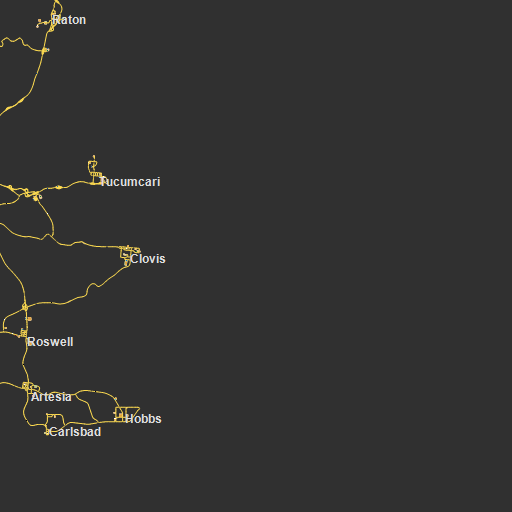 Raton
Tucumcari
Clovis
Roswell
Artesia
Hobbs
Carlsbad